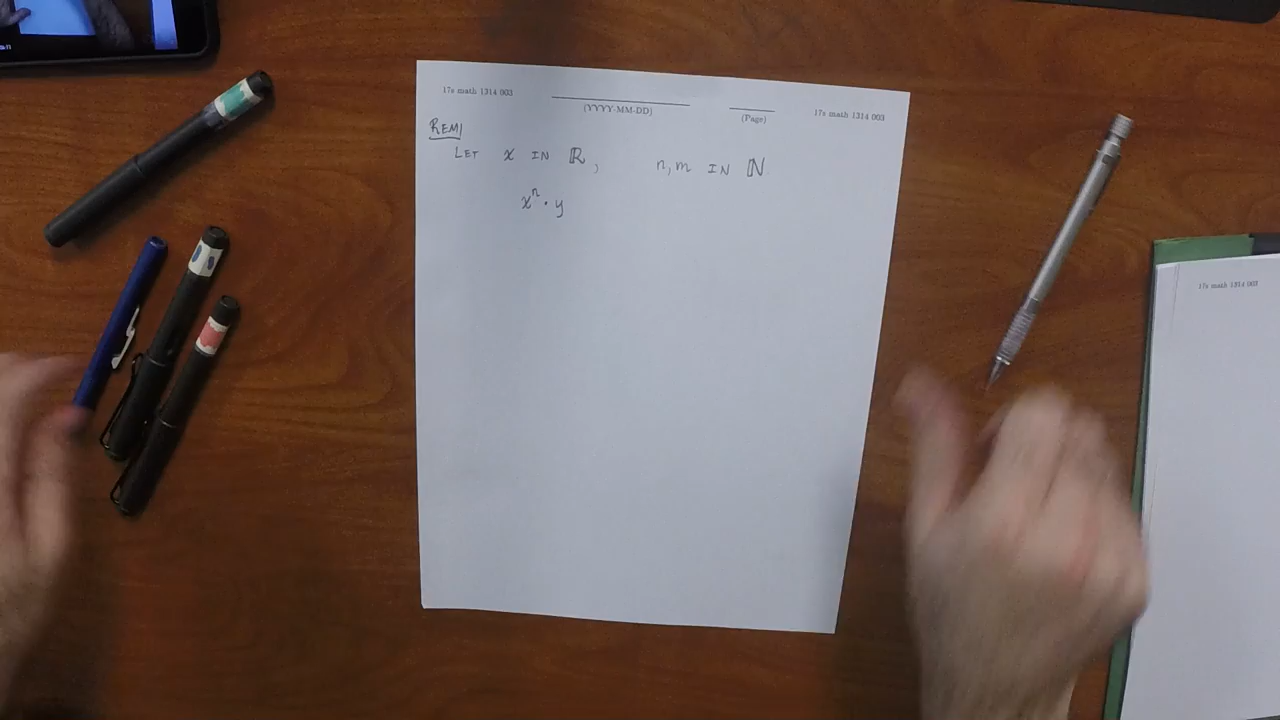 17s math 1314 003 17s math 1314 003
(YYYY-MM-DD) (Page)
REM
LET x IN ℝ, n,m IN ℕ
xⁿ · y
17s math 1314 003